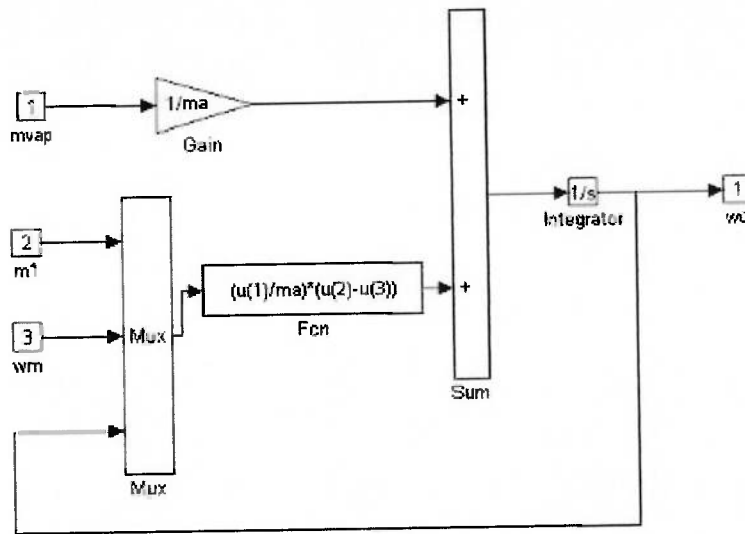 1
mvap
1/ma
Gain
+
2
m1
3
wm
Mux
Mux
(u(1)/ma)*(u(2)-u(3))
Fcn
+
Sum
1/s
Integrator
1